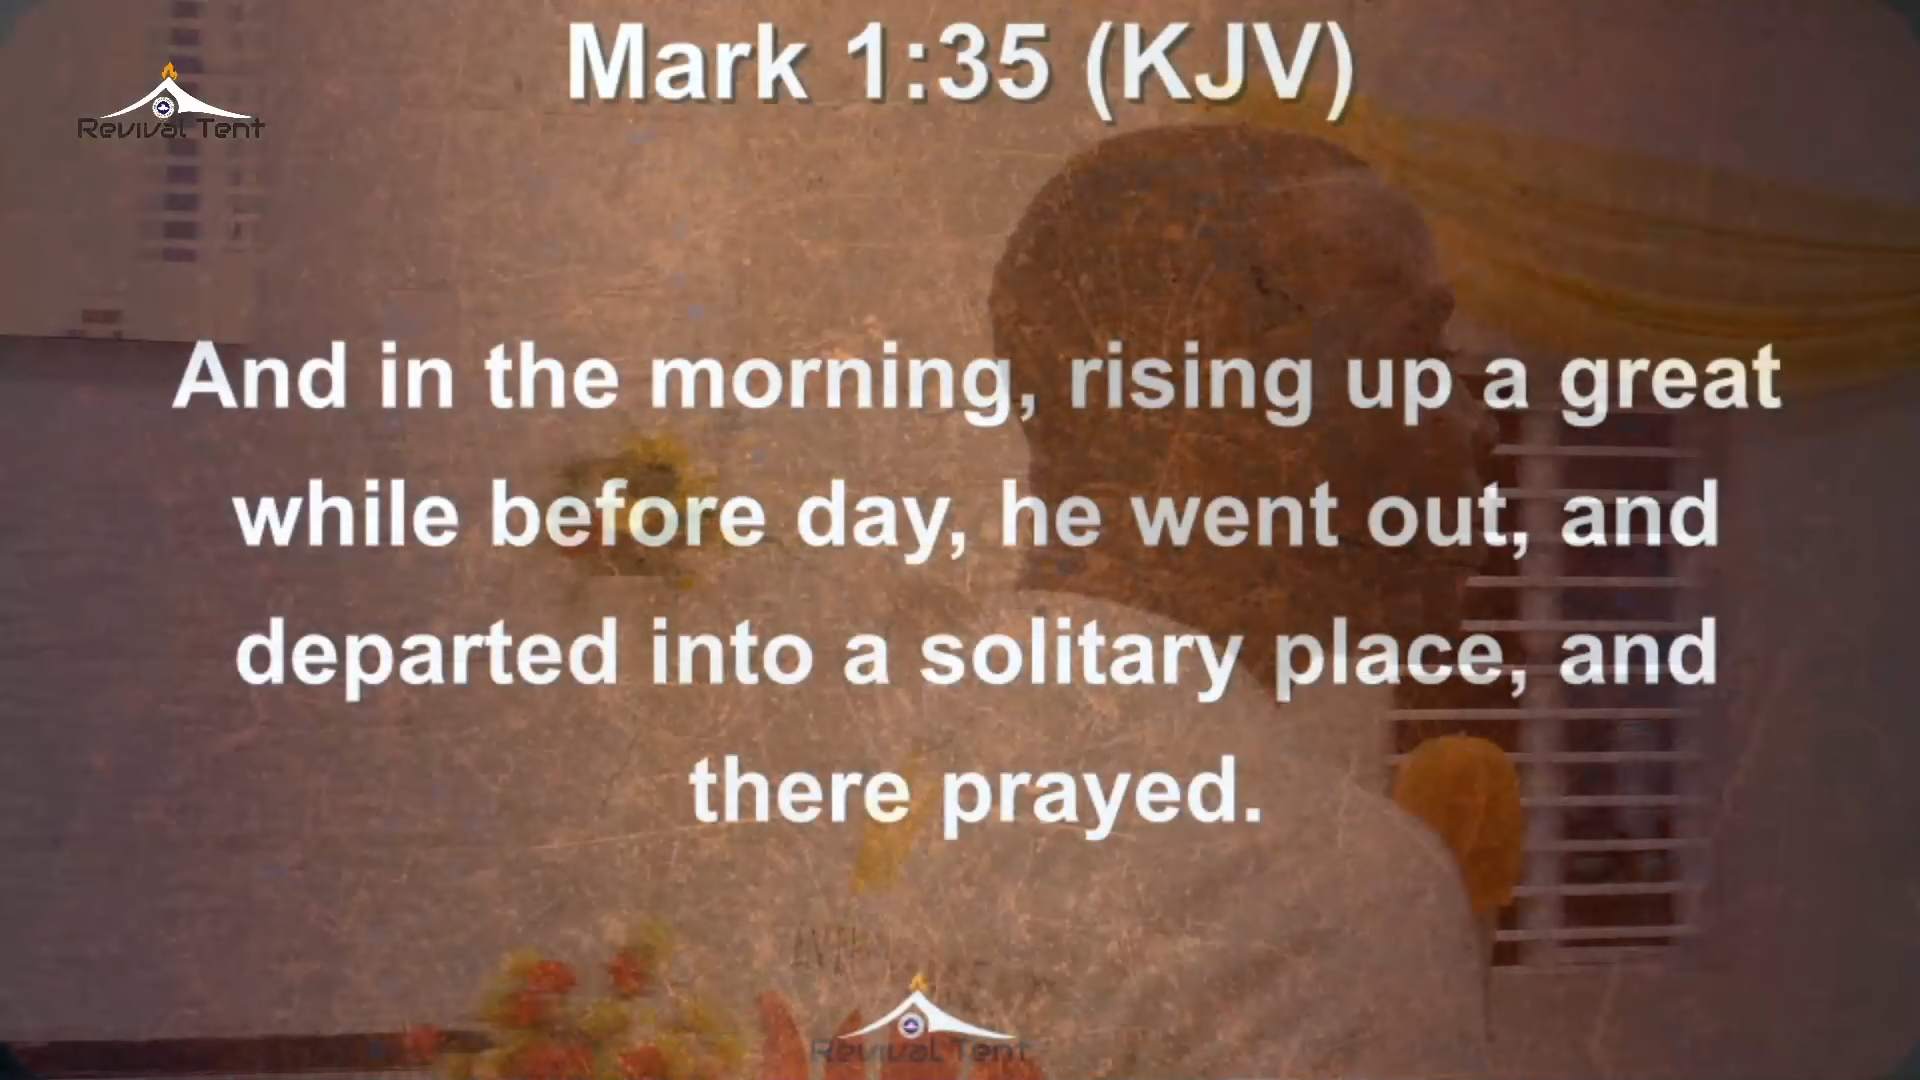 Mark 1:35 (KJV)
Revival Tent
And in the morning, rising up a great
while before day, he went out, and
departed into a solitary place, and
there prayed.
Revival Tent